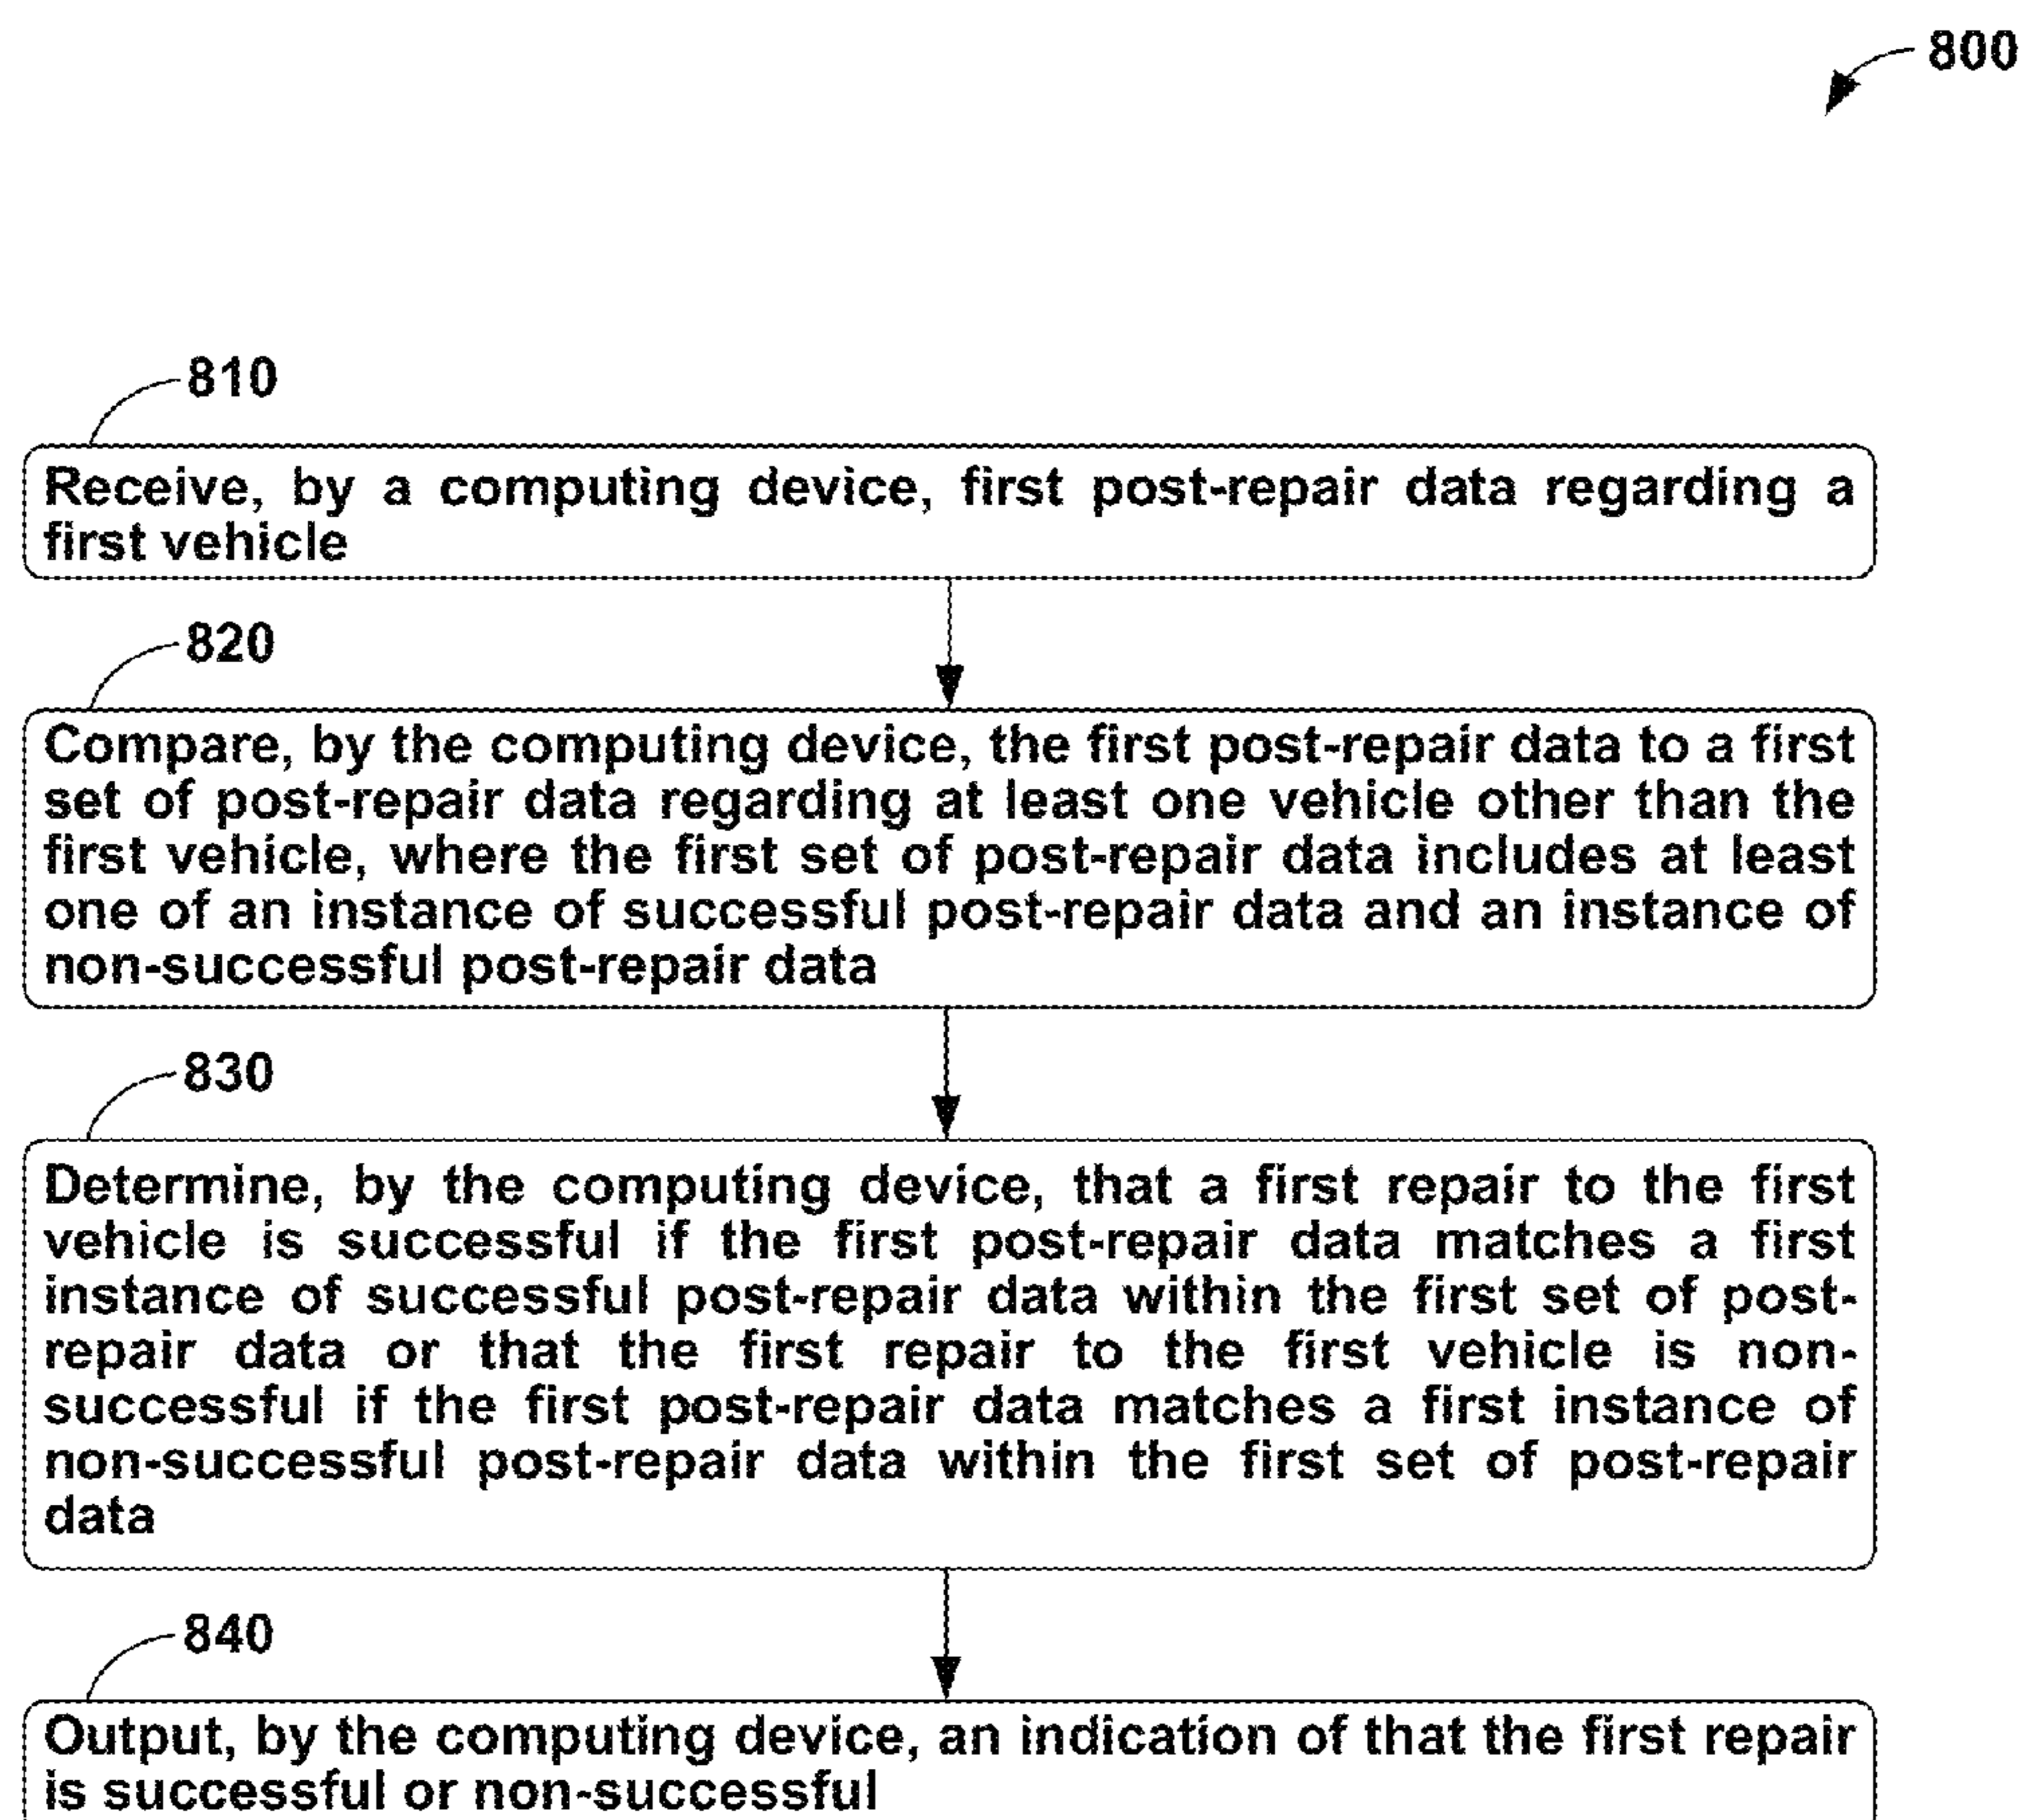 800
810
Receive, by a computing device, first post-repair data regarding a
first vehicle
820
Compare, by the computing device, the first post-repair data to a first
set of post-repair data regarding at least one vehicle other than the
first vehicle, where the first set of post-repair data includes at least
one of an instance of successful post-repair data and an instance of
non-successful post-repair data
830
Determine, by the computing device, that a first repair to the first
vehicle is successful if the first post-repair data matches a first
instance of successful post-repair data within the first set of post-
repair data or that the first repair to the first vehicle is non-
successful if the first post-repair data matches a first instance of
non-successful post-repair data within the first set of post-repair
data
840
Output, by the computing device, an indication of that the first repair
is successful or non-successful